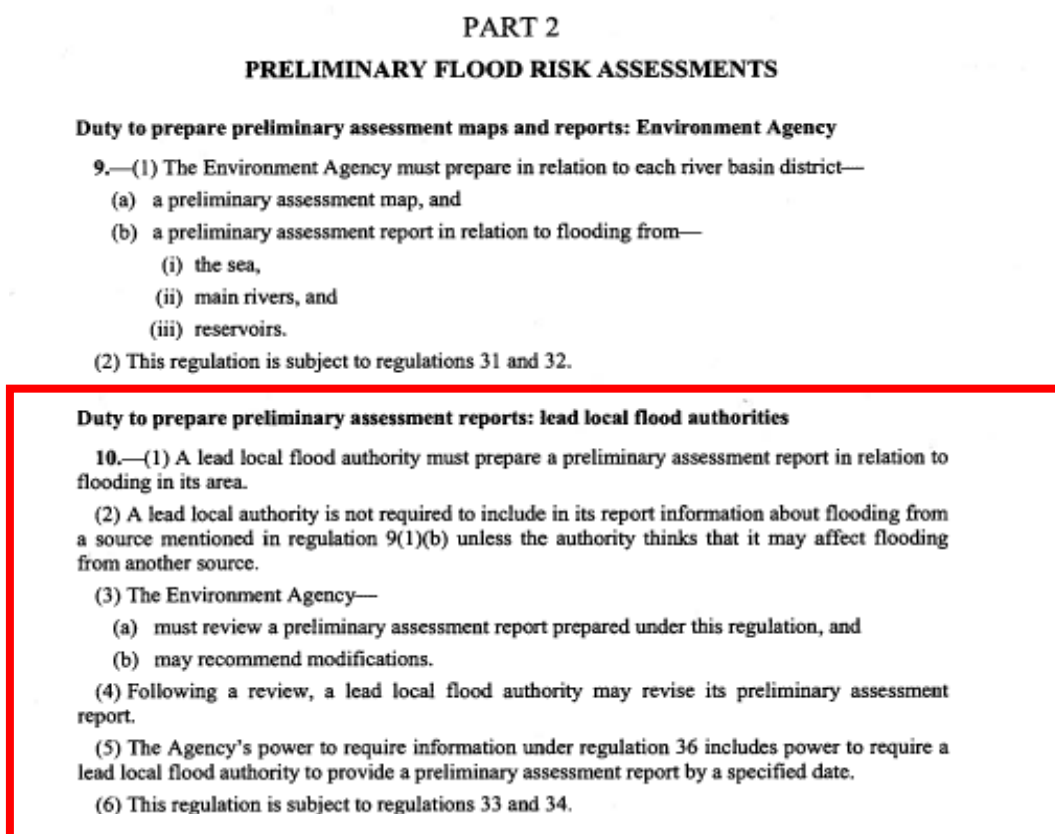 PART 2
PRELIMINARY FLOOD RISK ASSESSMENTS
Duty to prepare preliminary assessment maps and reports: Environment Agency
9.—(1) The Environment Agency must prepare in relation to each river basin district—
(a) a preliminary assessment map, and
(b) a preliminary assessment report in relation to flooding from—
(i) the sea,
(ii) main rivers, and
(iii) reservoirs.
(2) This regulation is subject to regulations 31 and 32.
Duty to prepare preliminary assessment reports: lead local flood authorities
10.—(1) A lead local flood authority must prepare a preliminary assessment report in relation to
flooding in its area.
(2) A lead local authority is not required to include in its report information about flooding from
a source mentioned in regulation 9(1)(b) unless the authority thinks that it may affect flooding
from another source.
(3) The Environment Agency—
(a) must review a preliminary assessment report prepared under this regulation, and
(b) may recommend modifications.
(4) Following a review, a lead local flood authority may revise its preliminary assessment
report.
(5) The Agency's power to require information under regulation 36 includes power to require a
lead local flood authority to provide a preliminary assessment report by a specified date.
(6) This regulation is subject to regulations 33 and 34.